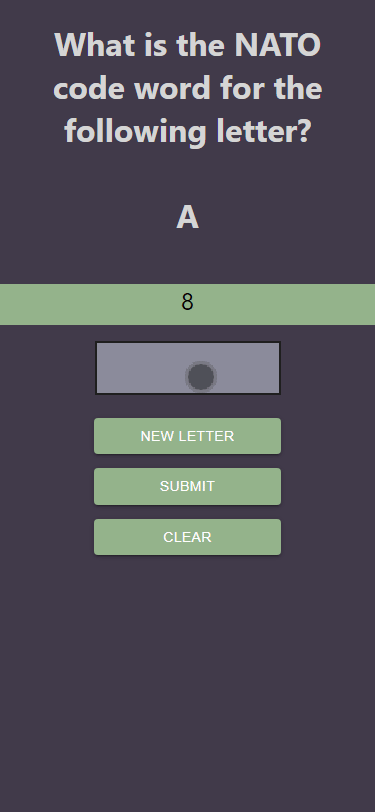 What is the NATO
code word for the
following letter?
A
8
NEW LETTER
SUBMIT
CLEAR